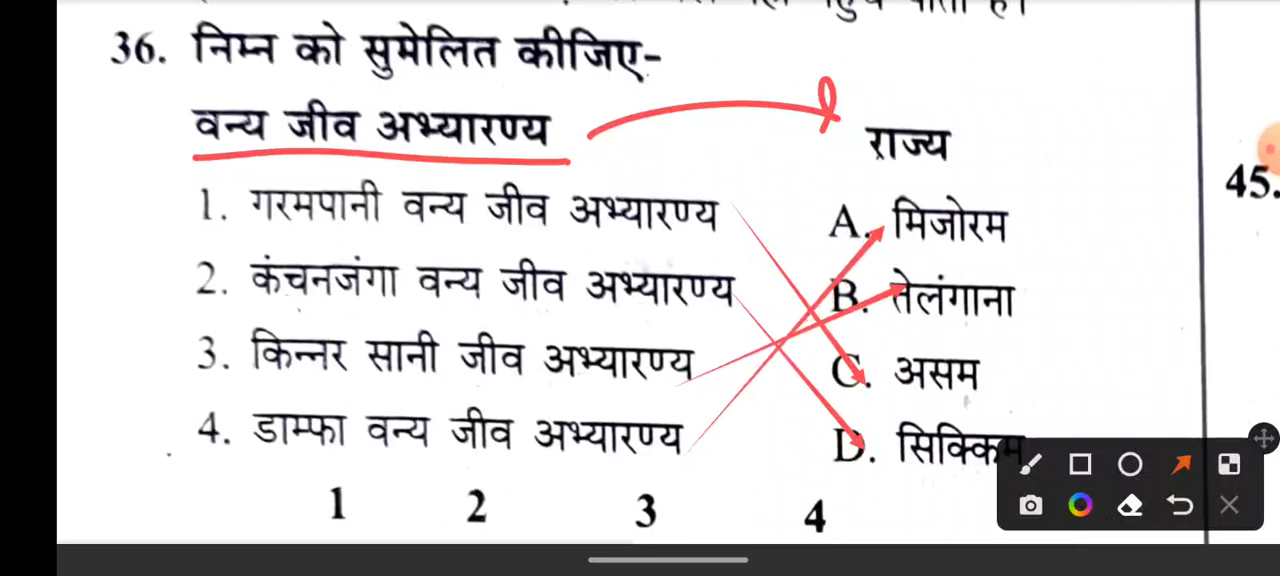 36. निम्न को सुमेलित कीजिए-
वन्य जीव अभ्यारण्य राज्य
1. गरमपानी वन्य जीव अभ्यारण्य A. मिजोरम
2. कंचनजंगा वन्य जीव अभ्यारण्य B. तेलंगाना
3. किन्नर सानी जीव अभ्यारण्य C. असम
4. डाम्फा वन्य जीव अभ्यारण्य D. सिक्किम
1 2 3 4
45.